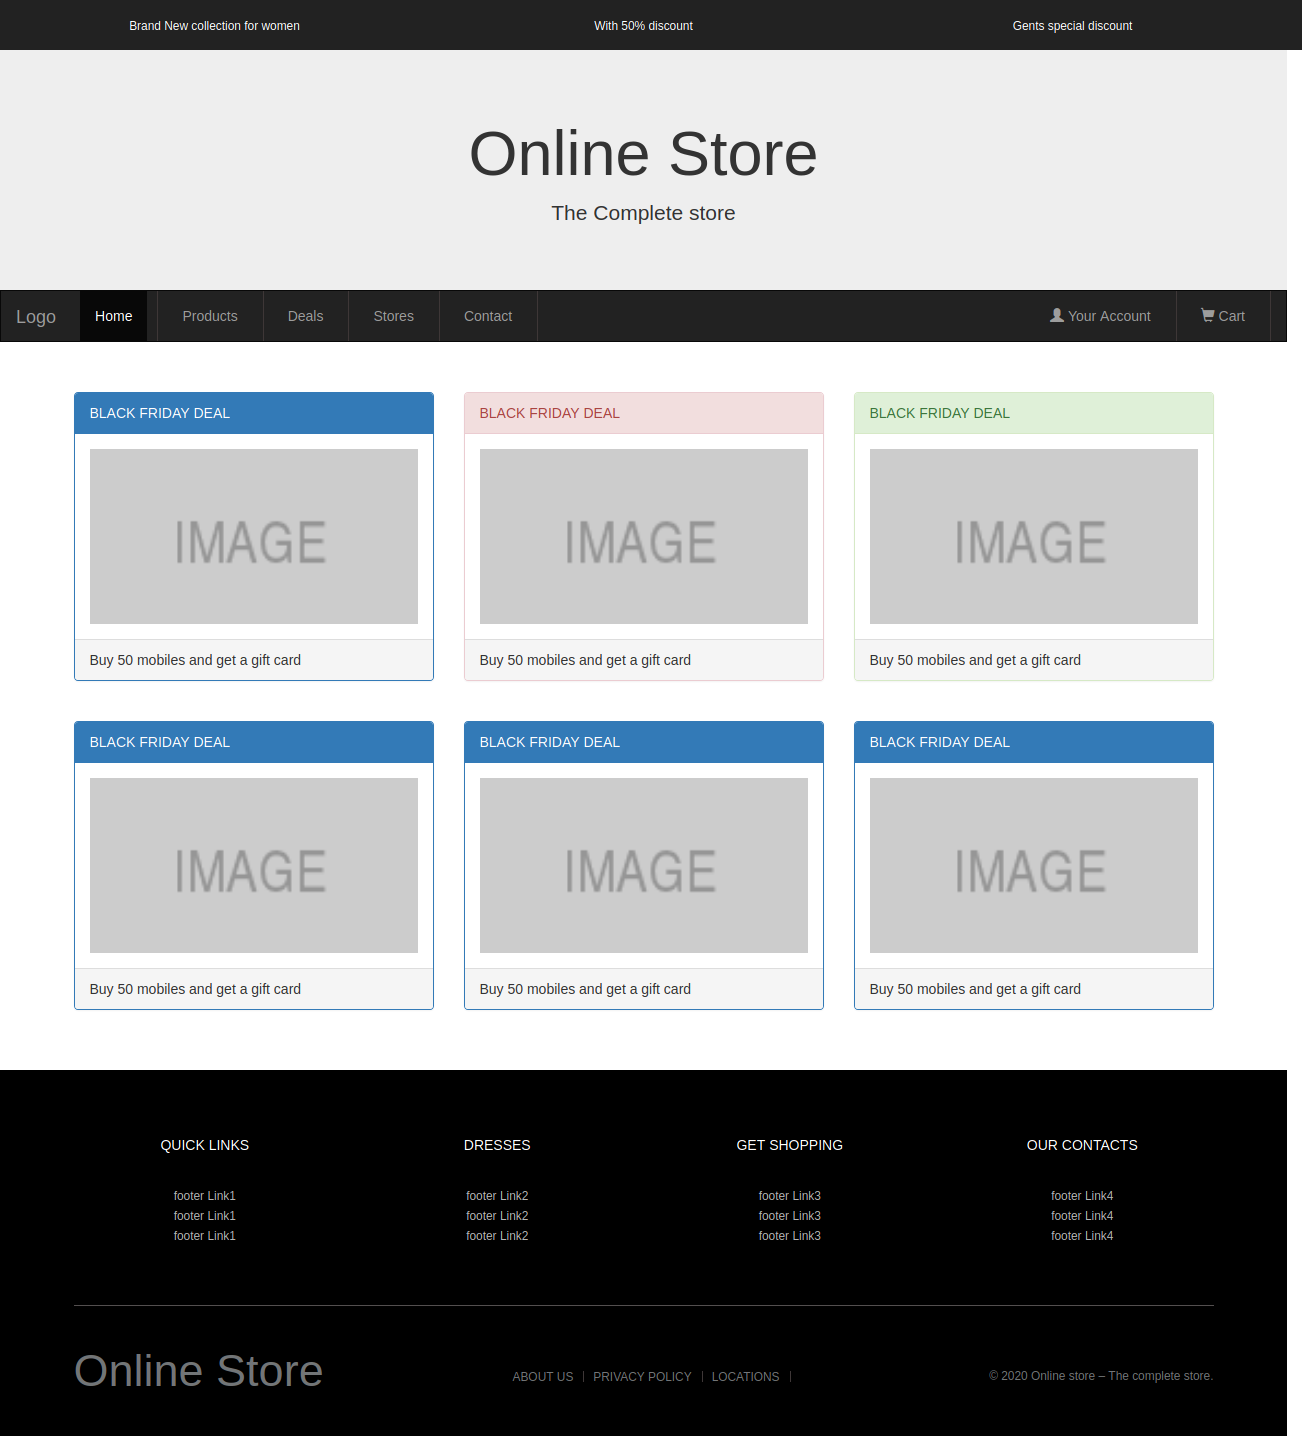 Brand New collection for women With 50% discount Gents special discount
Online Store
The Complete store
Logo Home Products Deals Stores Contact Your Account Cart
BLACK FRIDAY DEAL BLACK FRIDAY DEAL BLACK FRIDAY DEAL
IMAGE IMAGE IMAGE
Buy 50 mobiles and get a gift card Buy 50 mobiles and get a gift card Buy 50 mobiles and get a gift card
BLACK FRIDAY DEAL BLACK FRIDAY DEAL BLACK FRIDAY DEAL
IMAGE IMAGE IMAGE
Buy 50 mobiles and get a gift card Buy 50 mobiles and get a gift card Buy 50 mobiles and get a gift card
QUICK LINKS DRESSES GET SHOPPING OUR CONTACTS
footer Link1 footer Link2 footer Link3 footer Link4
footer Link1 footer Link2 footer Link3 footer Link4
footer Link1 footer Link2 footer Link3 footer Link4
Online Store ABOUT US PRIVACY POLICY LOCATIONS © 2020 Online store – The complete store.